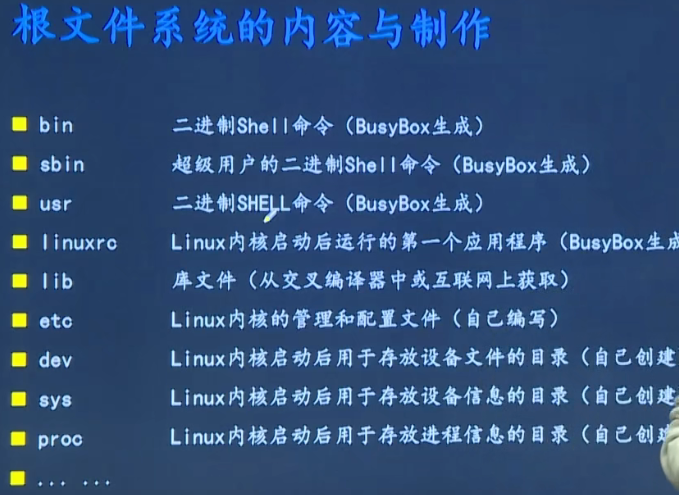 根文件系统的内容与制作
bin 二进制Shell命令（BusyBox生成）
sbin 超级用户的二进制Shell命令（BusyBox生成）
usr 二进制SHELL命令（BusyBox生成）
linuxrc Linux内核启动后运行的第一个应用程序（BusyBox生成
lib 库文件（从交叉编译器中或互联网上获取）
etc Linux内核的管理和配置文件（自己编写）
dev Linux内核启动后用于存放设备文件的目录（自己创建
sys Linux内核启动后用于存放设备信息的目录（自己创建
proc Linux内核启动后用于存放进程信息的目录（自己创建
... ...